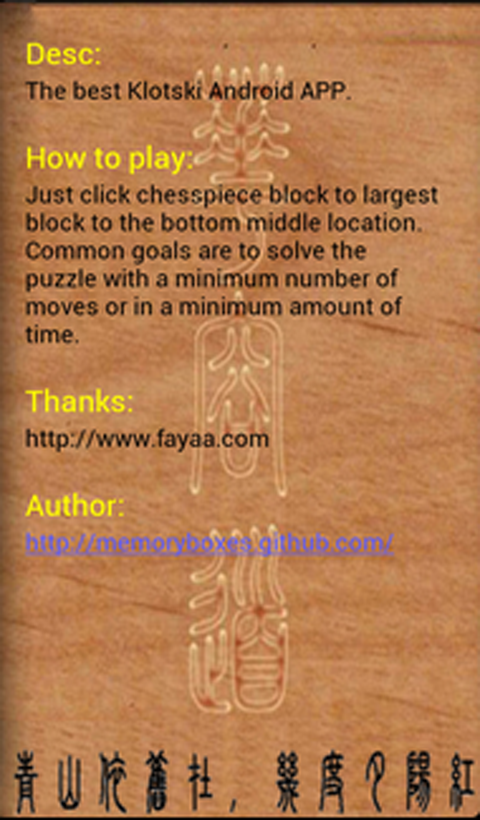 Desc:
The best Klotski Android APP.
How to play:
Just click chesspiece block to largest
block to the bottom middle location.
Common goals are to solve the
puzzle with a minimum number of
moves or in a minimum amount of
time.
Thanks:
http://www.fayaa.com
Author:
http://memoryboxes.github.com/
華容道
青山依舊在，幾度夕陽紅